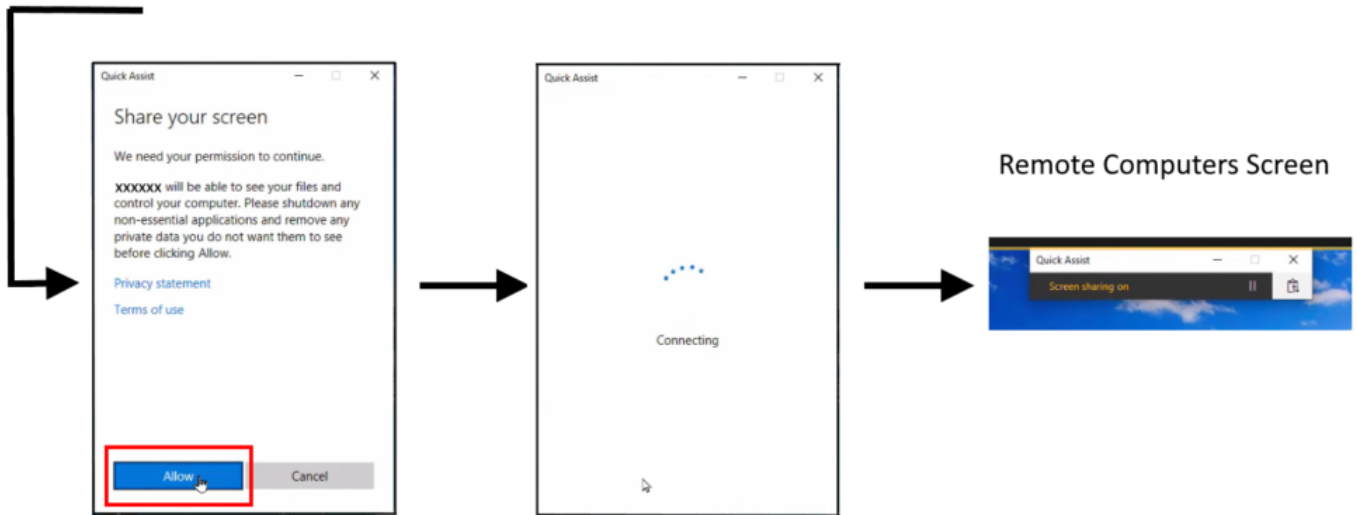 Quick Assist
Share your screen
We need your permission to continue.
XXXXXX will be able to see your files and
control your computer. Please shutdown any
non-essential applications and remove any
private data you do not want them to see
before clicking Allow.
Privacy statement
Terms of use
Allow
Cancel
Quick Assist
Connecting
Remote Computers Screen
Quick Assist
Screen sharing on